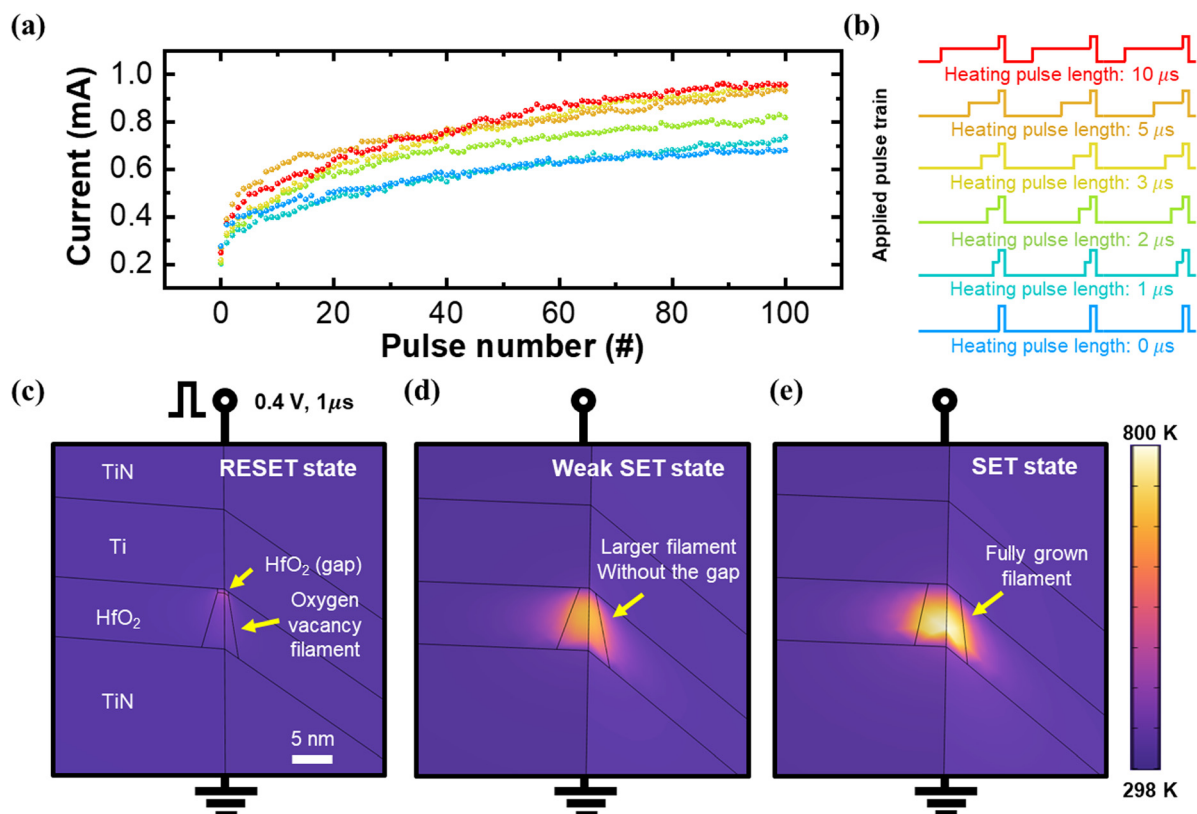 (a)
Current (mA)
1.0
0.8
0.6
0.4
0.2
0
20
40
60
80
100
Pulse number (#)
(b)
Applied pulse train
Heating pulse length: 10 μs
Heating pulse length: 5 μs
Heating pulse length: 3 μs
Heating pulse length: 2 μs
Heating pulse length: 1 μs
Heating pulse length: 0 μs
(c)
0.4 V, 1μs
RESET state
TiN
Ti
HfO₂ (gap)
HfO₂
Oxygen
vacancy
filament
TiN
5 nm
(d)
Weak SET state
Larger filament
Without the gap
(e)
SET state
Fully grown
filament
800 K
298 K